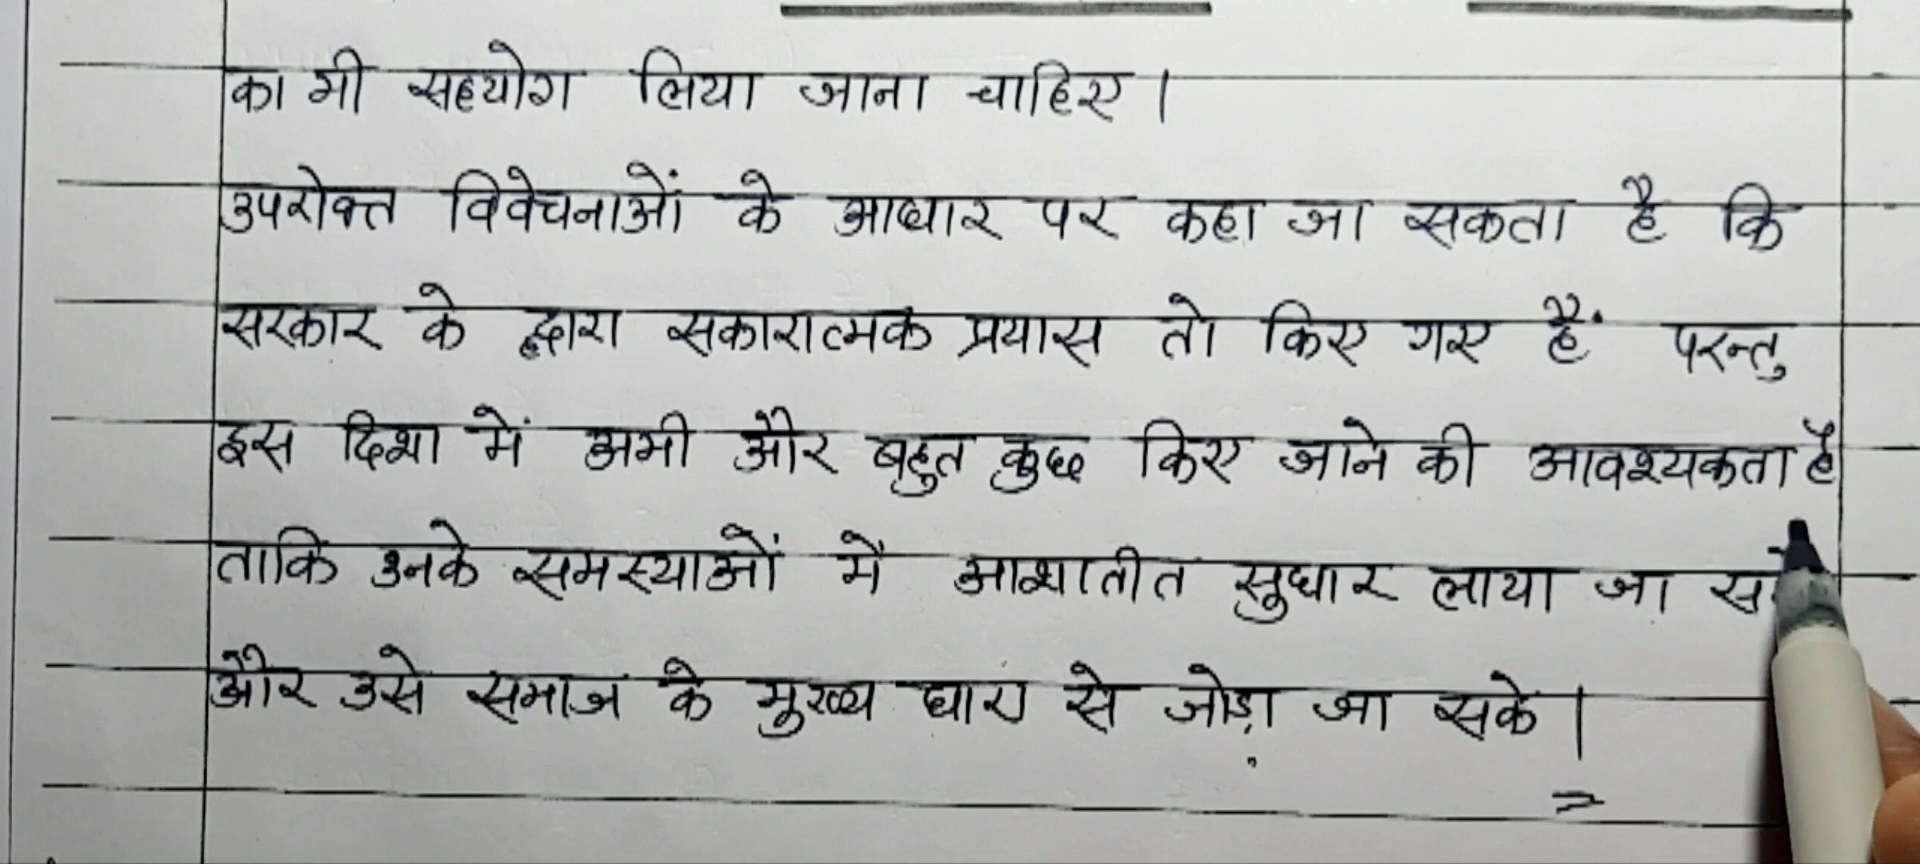 का भी सहयोग लिया जाना चाहिए।
उपरोक्त विवेचनाओं के आधार पर कहा जा सकता है कि
सरकार के द्वारा सकारात्मक प्रयास तो किए गए हैं परन्तु
इस दिशा में अभी और बहुत कुछ किए जाने की आवश्यकता है
ताकि उनके समस्याओं में आशातीत सुधार लाया जा
और उसे समाज के मुख्य धारा से जोड़ा जा सके।